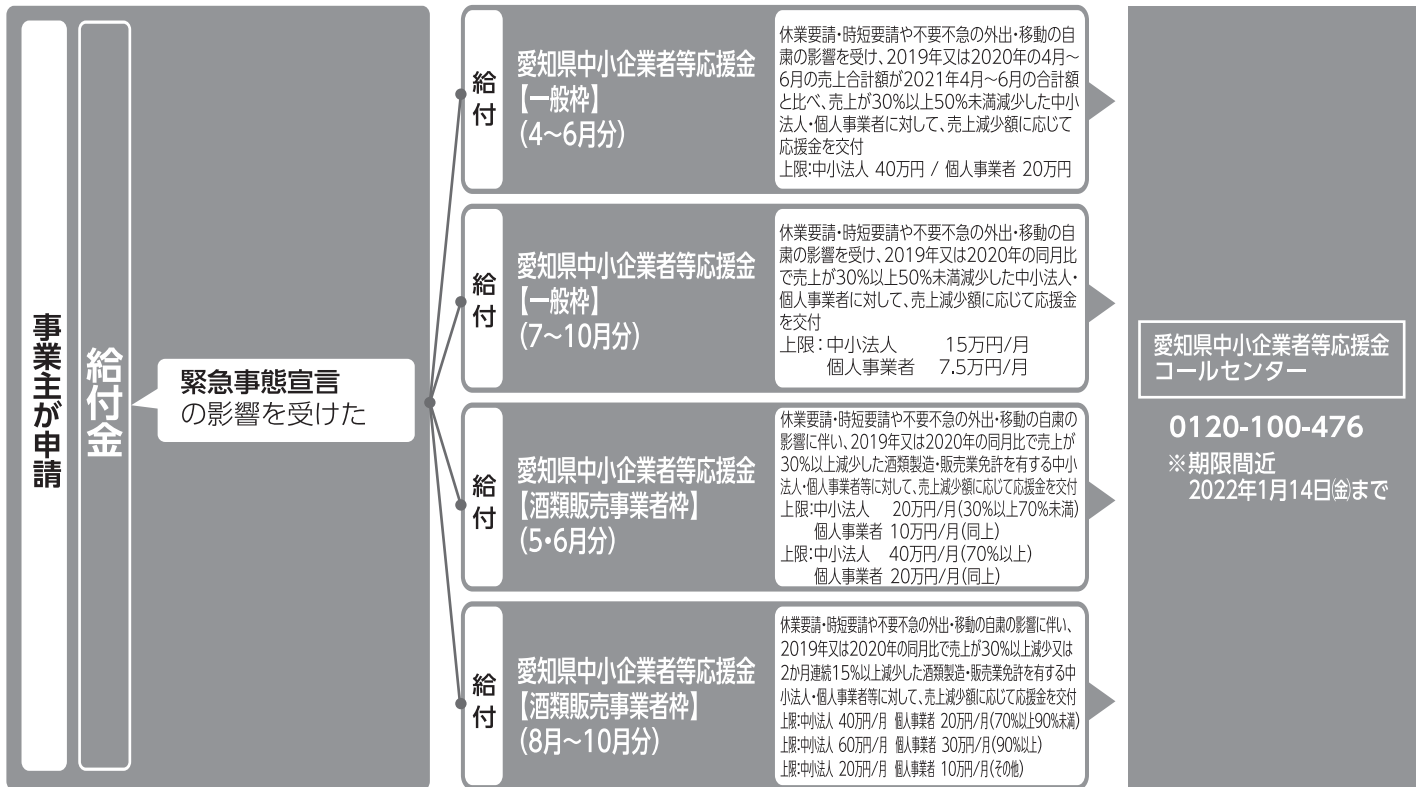 事業主が申請
給付金
緊急事態宣言
の影響を受けた
給付
愛知県中小企業者等応援金
【一般枠】
(4〜6月分)
休業要請・時短要請や不要不急の外出・移動の自
粛の影響を受け、2019年又は2020年の4月〜
6月の売上合計額が2021年4月〜6月の合計額
と比べ、売上が30%以上50%未満減少した中小
法人・個人事業者に対して、売上減少額に応じて
応援金を交付
上限:中小法人 40万円 / 個人事業者 20万円
給付
愛知県中小企業者等応援金
【一般枠】
(7〜10月分)
休業要請・時短要請や不要不急の外出・移動の自
粛の影響を受け、2019年又は2020年の同月比
で売上が30%以上50%未満減少した中小法人・
個人事業者に対して、売上減少額に応じて応援金
を交付
上限:中小法人 15万円/月
個人事業者 7.5万円/月
給付
愛知県中小企業者等応援金
【酒類販売事業者枠】
(5・6月分)
休業要請・時短要請や不要不急の外出・移動の自粛の
影響に伴い、2019年又は2020年の同月比で売上が
30%以上減少した酒類製造・販売業免許を有する中小
法人・個人事業者等に対して、売上減少額に応じて応援金を交付
上限:中小法人 20万円/月(30%以上70%未満)
個人事業者 10万円/月(同上)
上限:中小法人 40万円/月(70%以上)
個人事業者 20万円/月(同上)
給付
愛知県中小企業者等応援金
【酒類販売事業者枠】
(8月〜10月分)
休業要請・時短要請や不要不急の外出・移動の自粛の影響に伴い、
2019年又は2020年の同月比で売上が30%以上減少又は
2か月連続15%以上減少した酒類製造・販売業免許を有する中
小法人・個人事業者等に対して、売上減少額に応じて応援金を交付
上限:中小法人 40万円/月 個人事業者 20万円/月(70%以上90%未満)
上限:中小法人 60万円/月 個人事業者 30万円/月(90%以上)
上限:中小法人 20万円/月 個人事業者 10万円/月(その他)
愛知県中小企業者等応援金
コールセンター
0120-100-476
※期限間近
2022年1月14日㈮まで